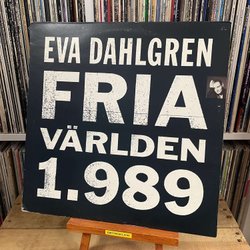 EVA DAHLGREN
FRIA
VÄRLDEN
1.989